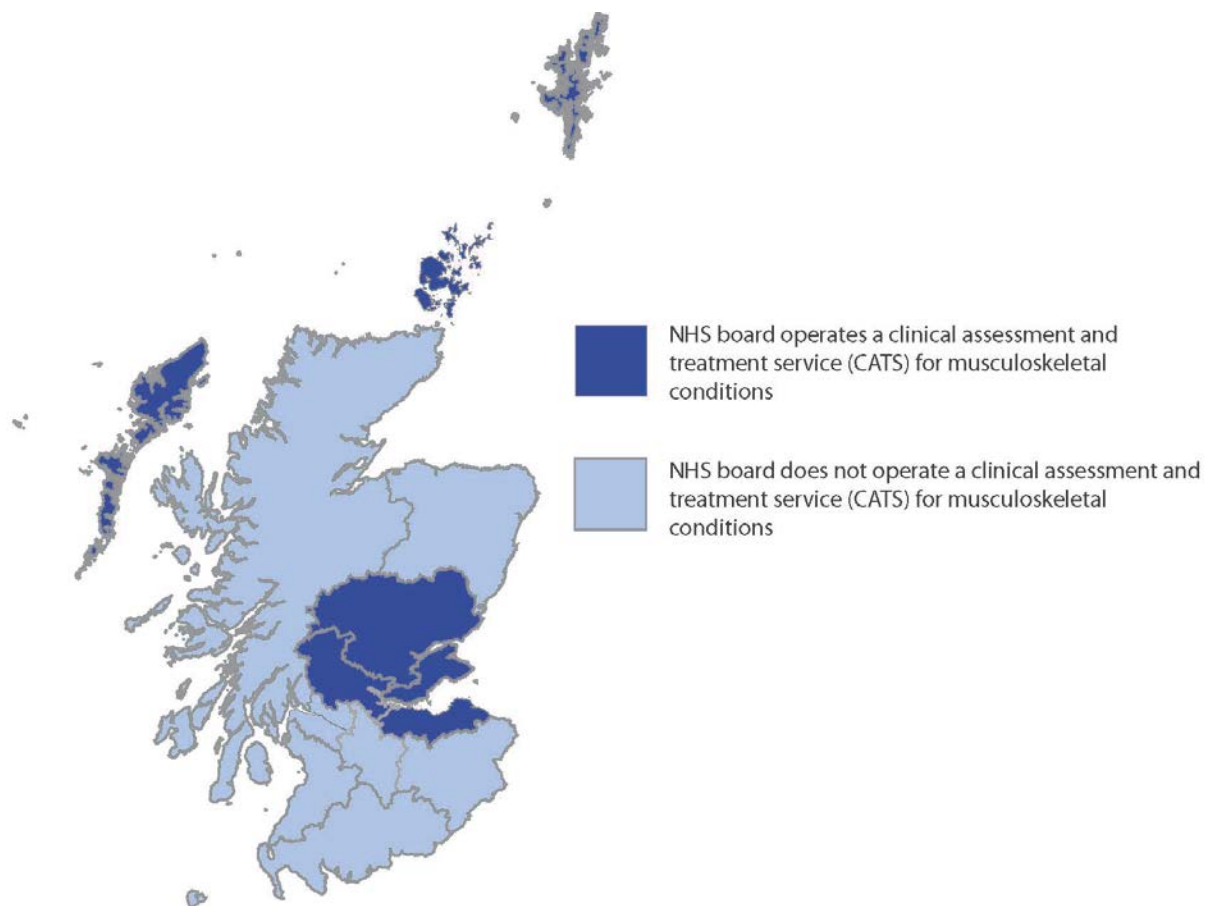 NHS board operates a clinical assessment and
treatment service (CATS) for musculoskeletal
conditions
NHS board does not operate a clinical assessment and
treatment service (CATS) for musculoskeletal
conditions